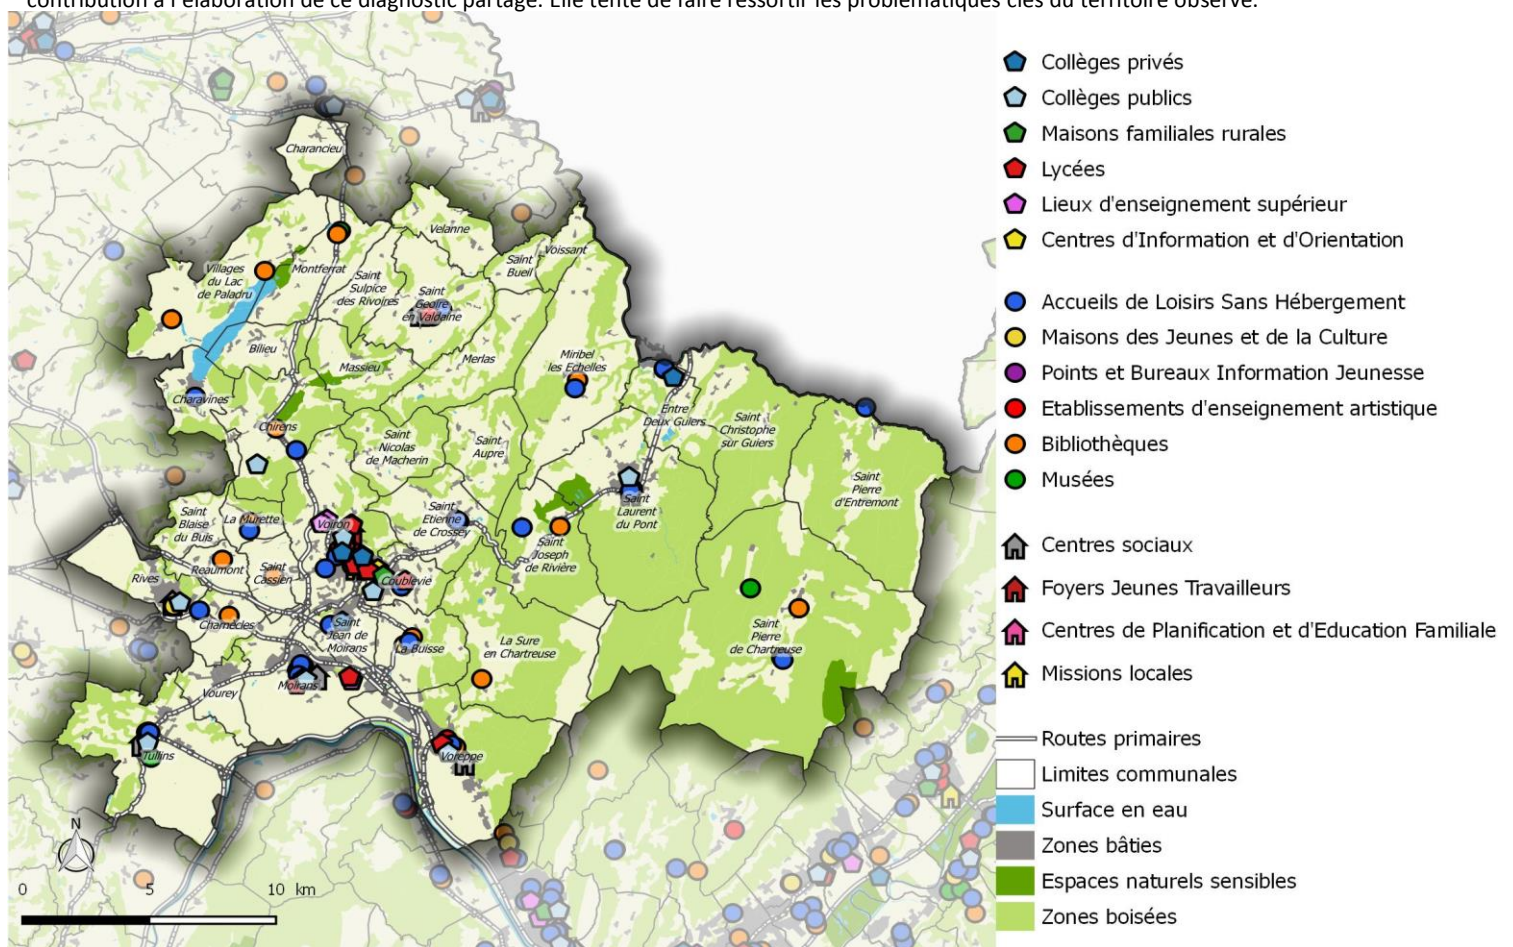 contribution à l'élaboration de ce diagnostic partagé. Elle tente de faire ressortir les problématiques clés du territoire observé.
Collèges privés
Collèges publics
Maisons familiales rurales
Lycées
Lieux d'enseignement supérieur
Centres d'Information et d'Orientation
Accueils de Loisirs Sans Hébergement
Maisons des Jeunes et de la Culture
Points et Bureaux Information Jeunesse
Etablissements d'enseignement artistique
Bibliothèques
Musées
Centres sociaux
Foyers Jeunes Travailleurs
Centres de Planification et d'Education Familiale
Missions locales
Routes primaires
Limites communales
Surface en eau
Zones bâties
Espaces naturels sensibles
Zones boisées
Charancieu
Velanne
Voissant
Saint
Bueil
Villages
du Lac
de Paladru
Montferrat
Saint
Sulpice
des Rivoires
Saint
Geoire
en Valdaine
Bilieu
Massieu
Merlas
Miribel
les Echelles
Charavines
Chirens
Entre
Deux Guiers
Saint
Christophe
sur Guiers
Saint
Nicolas
de Macherin
Saint
Aupre
Saint
Pierre
d'Entremont
Saint
Laurent
du Pont
Saint
Etienne
de Crossey
Saint
Blaise
du Buis
La Murette
Voiron
Saint
Joseph
de Rivière
Reaumont
Saint
Cassien
Rives
Coublevie
Charnècles
Saint
Jean de
Moirans
La Buisse
La Sure
en Chartreuse
Saint
Pierre
de Chartreuse
Vourey
Moirans
Tullins
Voreppe
N
0 5 10 km